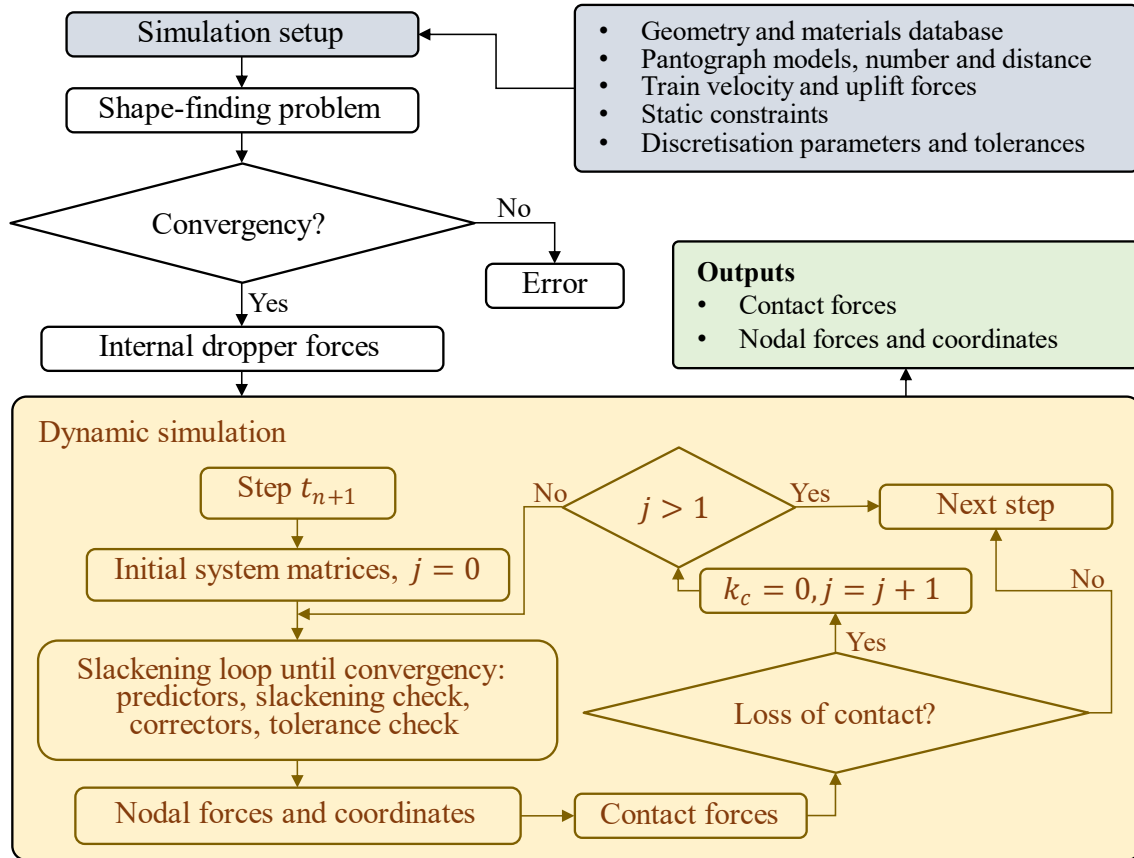 Simulation setup
• Geometry and materials database
• Pantograph models, number and distance
• Train velocity and uplift forces
• Static constraints
• Discretisation parameters and tolerances
Shape-finding problem
Convergency?
No
Error
Yes
Internal dropper forces
Outputs
• Contact forces
• Nodal forces and coordinates
Dynamic simulation
Step tₙ₊₁
Initial system matrices, j = 0
Slackening loop until convergency:
predictors, slackening check,
correctors, tolerance check
Nodal forces and coordinates
Contact forces
Loss of contact?
Yes
No
k_c = 0, j = j + 1
j > 1
No
Yes
Next step